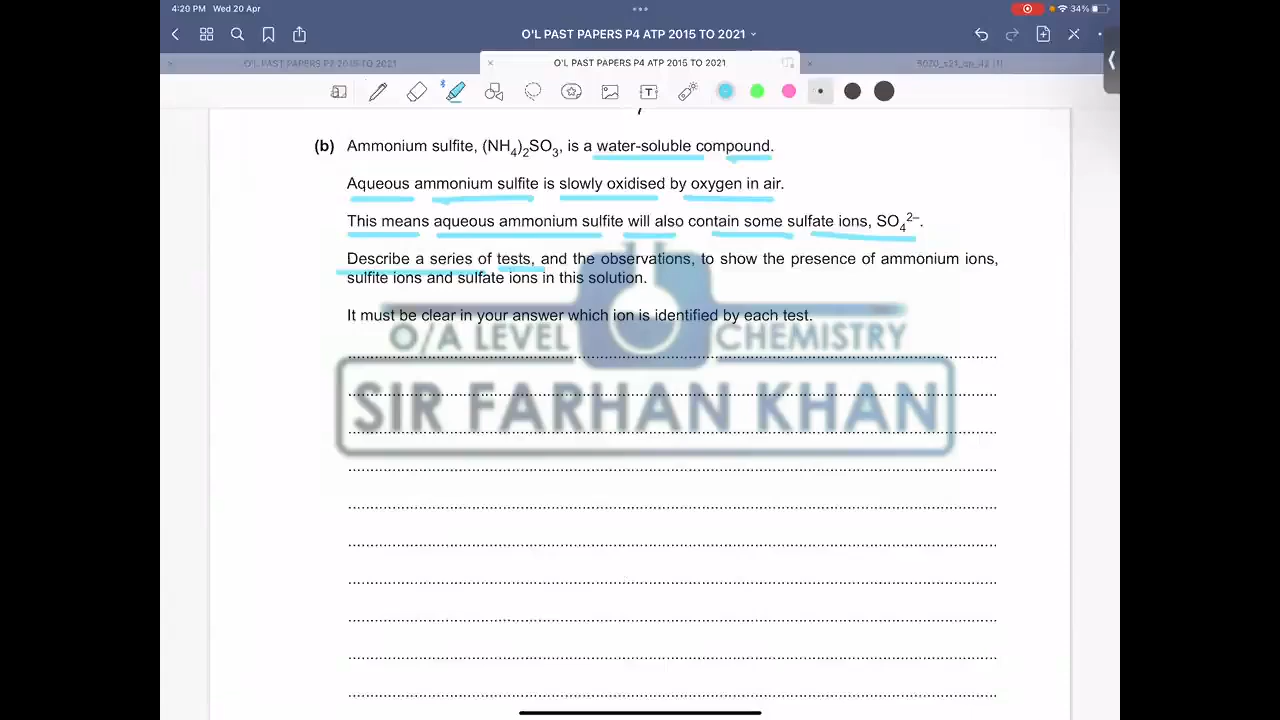 4:20 PM Wed 20 Apr
34%
O'L PAST PAPERS P4 ATP 2015 TO 2021
O'L PAST PAPERS P2 2015 TO 2021
O'L PAST PAPERS P4 ATP 2015 TO 2021
5070_s21_qp_42 (1)
(b) Ammonium sulfite, (NH4)2SO3, is a water-soluble compound.
Aqueous ammonium sulfite is slowly oxidised by oxygen in air.
This means aqueous ammonium sulfite will also contain some sulfate ions, SO4²⁻.
Describe a series of tests, and the observations, to show the presence of ammonium ions,
sulfite ions and sulfate ions in this solution.
It must be clear in your answer which ion is identified by each test.
O/A LEVEL CHEMISTRY
SIR FARHAN KHAN